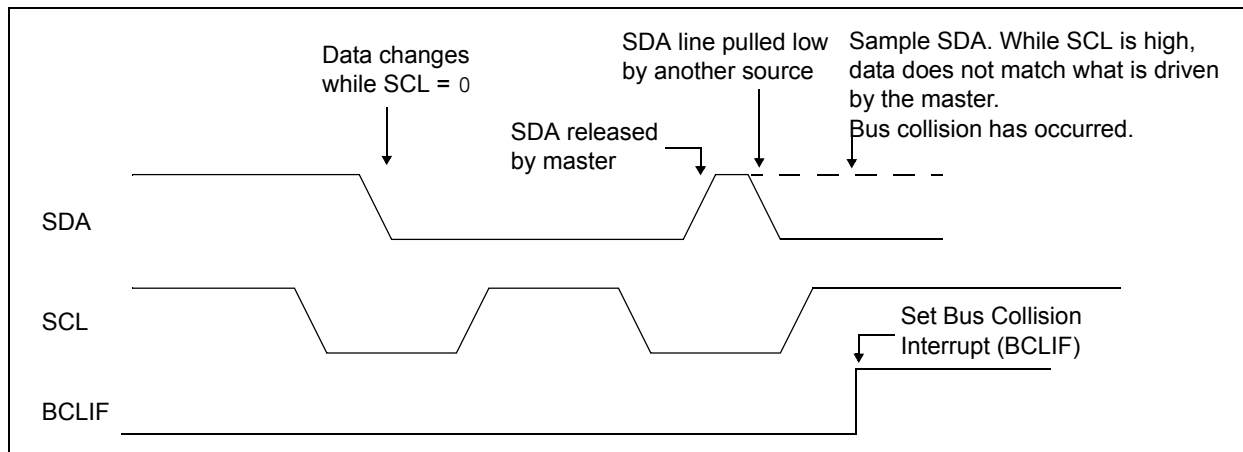 Data changes
while SCL = 0
SDA line pulled low
by another source
Sample SDA. While SCL is high,
data does not match what is driven
by the master.
Bus collision has occurred.
SDA released
by master
SDA
SCL
Set Bus Collision
Interrupt (BCLIF)
BCLIF